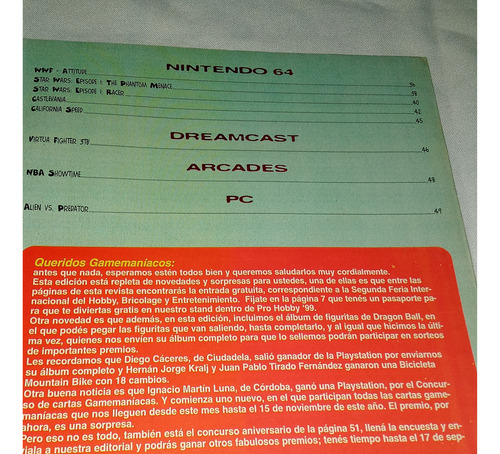 NINTENDO 64
WWF - ATTITUDE 36
STAR WARS: EPISODE I: THE PHANTOM MENACE 38
STAR WARS: EPISODE I: RACER 40
CASTLEVANIA 42
CALIFORNIA SPEED 45
DREAMCAST
VIRTUA FIGHTER 3TB 46
ARCADES
NBA SHOWTIME 48
PC
ALIEN VS. PREDATOR 49
Queridos Gamemaníacos:
antes que nada, esperamos estén todos bien y queremos saludarlos muy cordialmente.
Esta edición está repleta de novedades y sorpresas para ustedes, una de ellas es que entre las
páginas de esta revista encontrarás la entrada gratuita, correspondiente a la Segunda Feria Inter-
nacional del Hobby, Bricolage y Entretenimiento. Fijate en la página 7 que tenés un pasaporte pa-
ra que te diviertas gratis en nuestro stand dentro de Pro Hobby '99.
Otra novedad es que además, en esta edición, incluimos el álbum de figuritas de Dragon Ball, en
el que podés pegar las figuritas que van saliendo, hasta completarlo, y al igual que hicimos la últi-
ma vez, quienes nos envíen su álbum completo para que lo sellemos podrán participar en sorteos
de importantes premios.
Les recordamos que Diego Cáceres, de Ciudadela, salió ganador de la Playstation por enviarnos
su álbum completo y Hernán Jorge Kralj y Juan Pablo Tirado Fernández ganaron una Bicicleta
Mountain Bike con 18 cambios.
Otra buena noticia es que Ignacio Martín Luna, de Córdoba, ganó una Playstation, por el Concur-
so de cartas Gamemaníacas. Y comienza uno nuevo, en el que participan todas las cartas game-
maníacas que nos lleguen desde este mes hasta el 15 de noviembre de este año. El premio, por
ahora, es una sorpresa.
Pero eso no es todo, también está el concurso aniversario de la página 51, llená la encuesta y en-
viala a nuestra editorial y podrás ganar otros fabulosos premios; tenés tiempo hasta el 17 de sep-